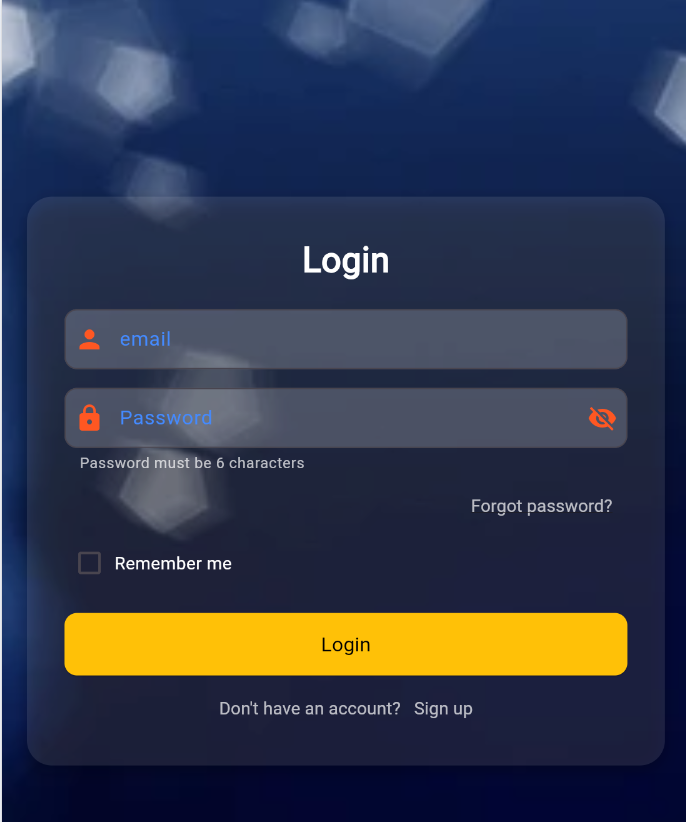 Login
email
Password
Password must be 6 characters
Forgot password?
Remember me
Login
Don't have an account? Sign up